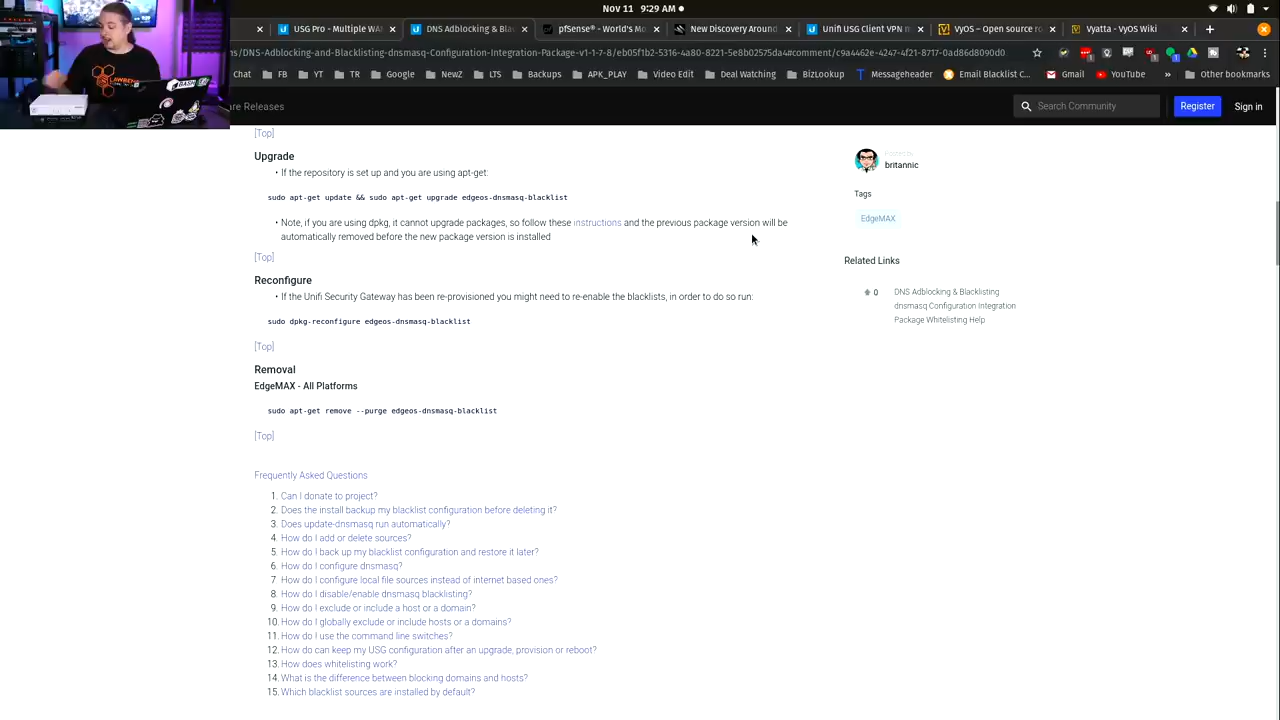 NOV 11 9:29 AM
USG Pro - Multiple WA
DNS Adblocking & Bla
pfSense® - World's M
New Discovery Aroun
Unifi USG Client VPN
VyOS – Open source r
Vyatta - VyOS Wiki
Chat
FB
YT
TR
Google
NewZ
LTS
Backups
APK_PLAY
Video Edit
Deal Watching
Messengeder
Email Blacklist C...
Gmail
YouTube
»
Other bookmarks
are Releases
Search Community
Register
Sign in
[Top]
Upgrade
• If the repository is set up and you are using apt-get:
sudo apt-get update && sudo apt-get upgrade edgeos-dnsmasq-blacklist
• Note, if you are using dpkg, it cannot upgrade packages, so follow these instructions and the previous package version will be
automatically removed before the new package version is installed
[Top]
Reconfigure
• If the Unifi Security Gateway has been re-provisioned you might need to re-enable the blacklists, in order to do so run:
sudo dpkg-reconfigure edgeos-dnsmasq-blacklist
[Top]
Removal
EdgeMAX - All Platforms
sudo apt-get remove --purge edgeos-dnsmasq-blacklist
[Top]
Frequently Asked Questions
1. Can I donate to project?
2. Does the install backup my blacklist configuration before deleting it?
3. Does update-dnsmasq run automatically?
4. How do I add or delete sources?
5. How do I back up my blacklist configuration and restore it later?
6. How do I configure dnsmasq?
7. How do I configure local file sources instead of internet based ones?
8. How do I disable/enable dnsmasq blacklisting?
9. How do I exclude or include a host or a domain?
10. How do I globally exclude or include hosts or a domains?
11. How do I use the command line switches?
12. How do can keep my USG configuration after an upgrade, provision or reboot?
13. How does whitelisting work?
14. What is the difference between blocking domains and hosts?
15. Which blacklist sources are installed by default?
britannic
Tags
EdgeMAX
Related Links
0
DNS Adblocking & Blacklisting
dnsmasq Configuration Integration
Package Whitelisting Help
BASH